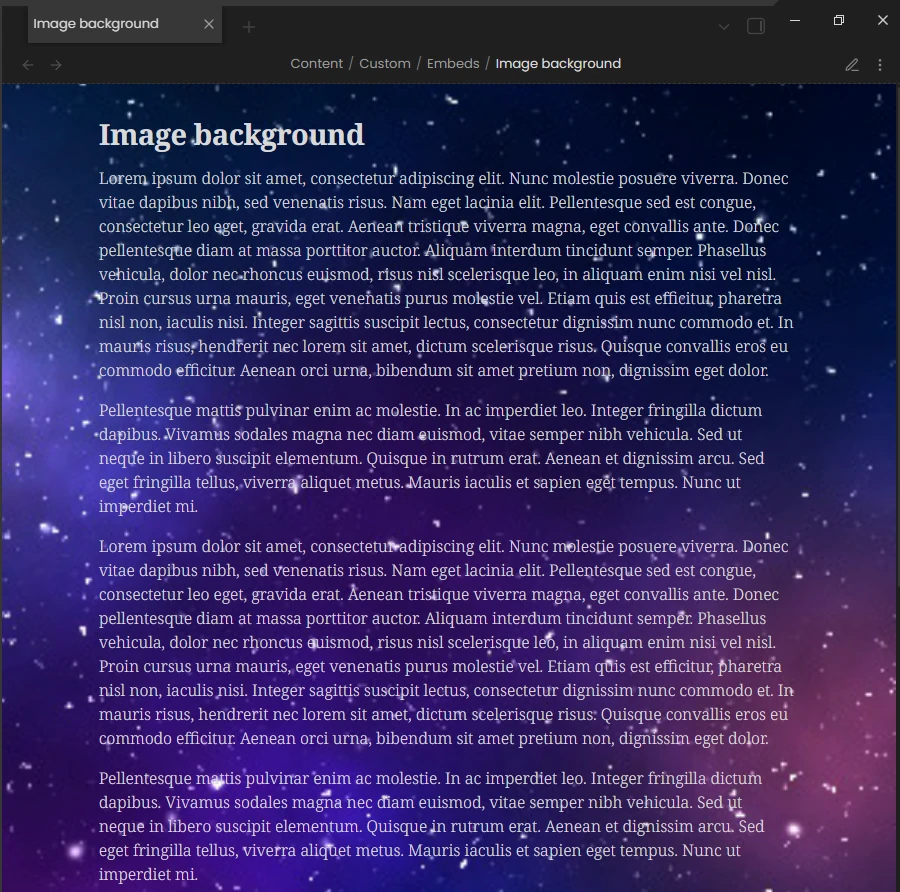 Image background
Content / Custom / Embeds / Image background
Image background
Lorem ipsum dolor sit amet, consectetur adipiscing elit. Nunc molestie posuere viverra. Donec
vitae dapibus nibh, sed venenatis risus. Nam eget lacinia elit. Pellentesque sed est congue,
consectetur leo eget, gravida erat. Aenean tristique viverra magna, eget convallis ante. Donec
pellentesque diam at massa porttitor auctor. Aliquam interdum tincidunt semper. Phasellus
vehicula, dolor nec rhoncus euismod, risus nisl scelerisque leo, in aliquam enim nisi vel nisl.
Proin cursus urna mauris, eget venenatis purus molestie vel. Etiam quis est efficitur, pharetra
nisl non, iaculis nisi. Integer sagittis suscipit lectus, consectetur dignissim nunc commodo et. In
mauris risus, hendrerit nec lorem sit amet, dictum scelerisque risus. Quisque convallis eros eu
commodo efficitur. Aenean orci urna, bibendum sit amet pretium non, dignissim eget dolor.
Pellentesque mattis pulvinar enim ac molestie. In ac imperdiet leo. Integer fringilla dictum
dapibus. Vivamus sodales magna nec diam euismod, vitae semper nibh vehicula. Sed ut
neque in libero suscipit elementum. Quisque in rutrum erat. Aenean et dignissim arcu. Sed
eget fringilla tellus, viverra aliquet metus. Mauris iaculis et sapien eget tempus. Nunc ut
imperdiet mi.
Lorem ipsum dolor sit amet, consectetur adipiscing elit. Nunc molestie posuere viverra. Donec
vitae dapibus nibh, sed venenatis risus. Nam eget lacinia elit. Pellentesque sed est congue,
consectetur leo eget, gravida erat. Aenean tristique viverra magna, eget convallis ante. Donec
pellentesque diam at massa porttitor auctor. Aliquam interdum tincidunt semper. Phasellus
vehicula, dolor nec rhoncus euismod, risus nisl scelerisque leo, in aliquam enim nisi vel nisl.
Proin cursus urna mauris, eget venenatis purus molestie vel. Etiam quis est efficitur, pharetra
nisl non, iaculis nisi. Integer sagittis suscipit lectus, consectetur dignissim nunc commodo et. In
mauris risus, hendrerit nec lorem sit amet, dictum scelerisque risus. Quisque convallis eros eu
commodo efficitur. Aenean orci urna, bibendum sit amet pretium non, dignissim eget dolor.
Pellentesque mattis pulvinar enim ac molestie. In ac imperdiet leo. Integer fringilla dictum
dapibus. Vivamus sodales magna nec diam euismod, vitae semper nibh vehicula. Sed ut
neque in libero suscipit elementum. Quisque in rutrum erat. Aenean et dignissim arcu. Sed
eget fringilla tellus, viverra aliquet metus. Mauris iaculis et sapien eget tempus. Nunc ut
imperdiet mi.